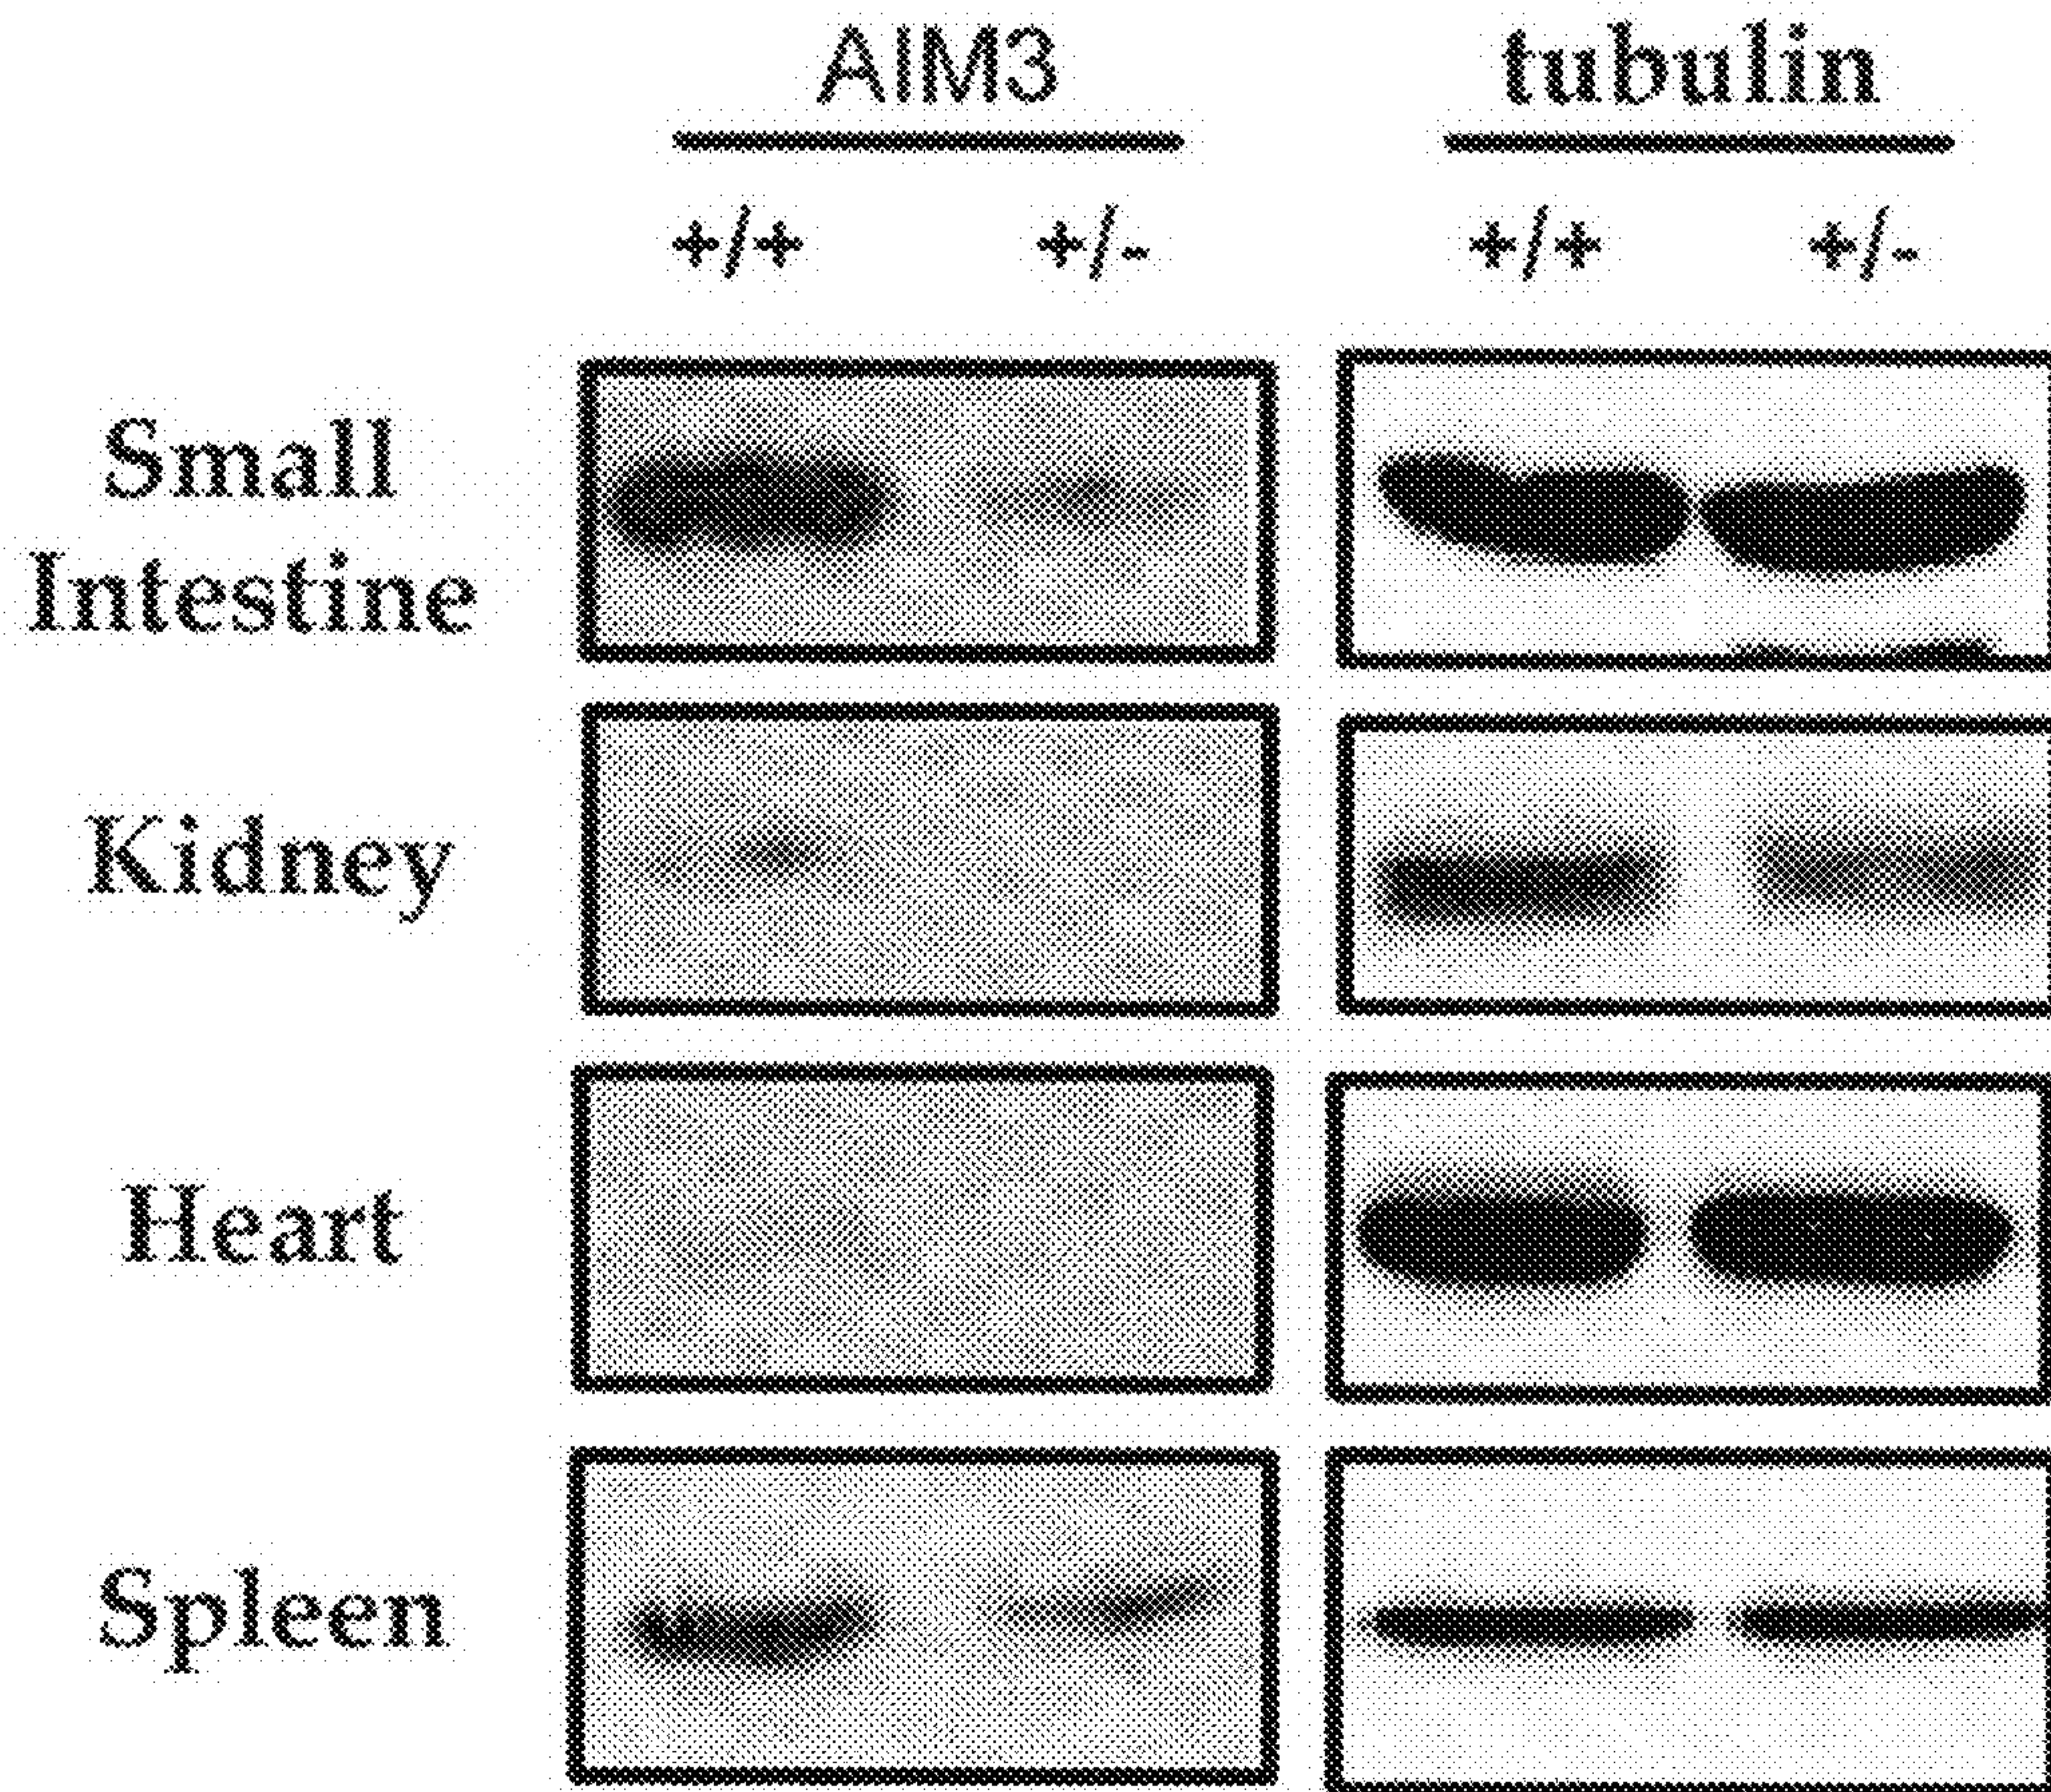 AIM3 tubulin
+/+ +/- +/+ +/-
Small
Intestine
Kidney
Heart
Spleen